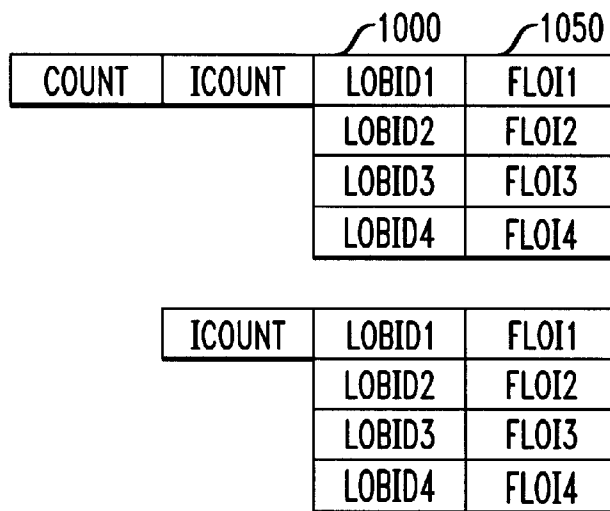 1000 1050
COUNT ICOUNT LOBID1 FLOI1
LOBID2 FLOI2
LOBID3 FLOI3
LOBID4 FLOI4
ICOUNT LOBID1 FLOI1
LOBID2 FLOI2
LOBID3 FLOI3
LOBID4 FLOI4